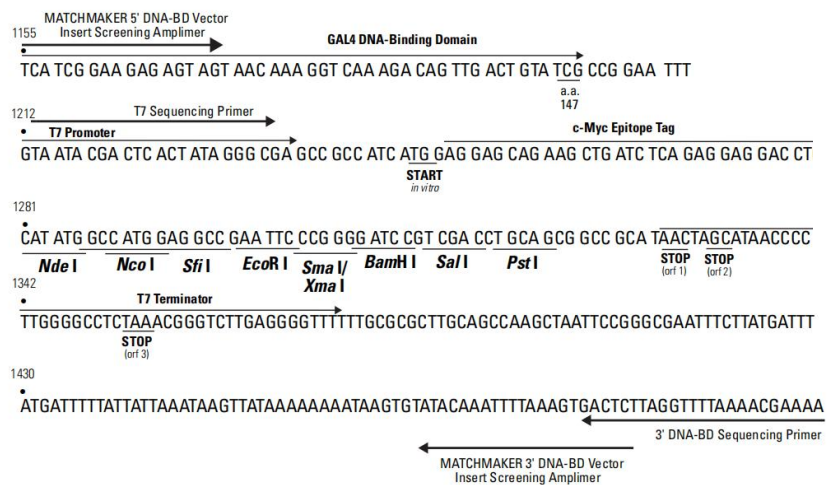 MATCHMAKER 5' DNA-BD Vector
Insert Screening Amplimer
1155
GAL4 DNA-Binding Domain
TCA TCG GAA GAG AGT AGT AAC AAA GGT CAA AGA CAG TTG ACT GTA TCG CCG GAA TTT
a.a.
147
T7 Sequencing Primer
1212
T7 Promoter
c-Myc Epitope Tag
GTA ATA CGA CTC ACT ATA GGG CGA GCC GCC ATC ATG GAG GAG CAG AAG CTG ATC TCA GAG GAG GAC CT
START
in vitro
1281
CAT ATG GCC ATG GAG GCC GAA TTC CCG GGG ATC CGT CGA CCT GCA GCG GCC GCA TAACTAGCATAACCCC
Nde I Nco I Sfi I EcoR I Sma I/ BamH I Sal I Pst I
Xma I
STOP STOP
(orf 1) (orf 2)
1342
T7 Terminator
TTGGGGCCTCTAAACGGGTCTTGAGGGGTTTTTTGCGCGCTTGCAGCCAAGCTAATTCCGGGCGAATTTCTTATGATTT
STOP
(orf 3)
1430
ATGATTTTTATTATTAAATAAGTTATAAAAAAAATAAGTGTATACAAATTTTAAAGTGACTCTTAGGTTTTAAAACGAAAA
3' DNA-BD Sequencing Primer
MATCHMAKER 3' DNA-BD Vector
Insert Screening Amplimer